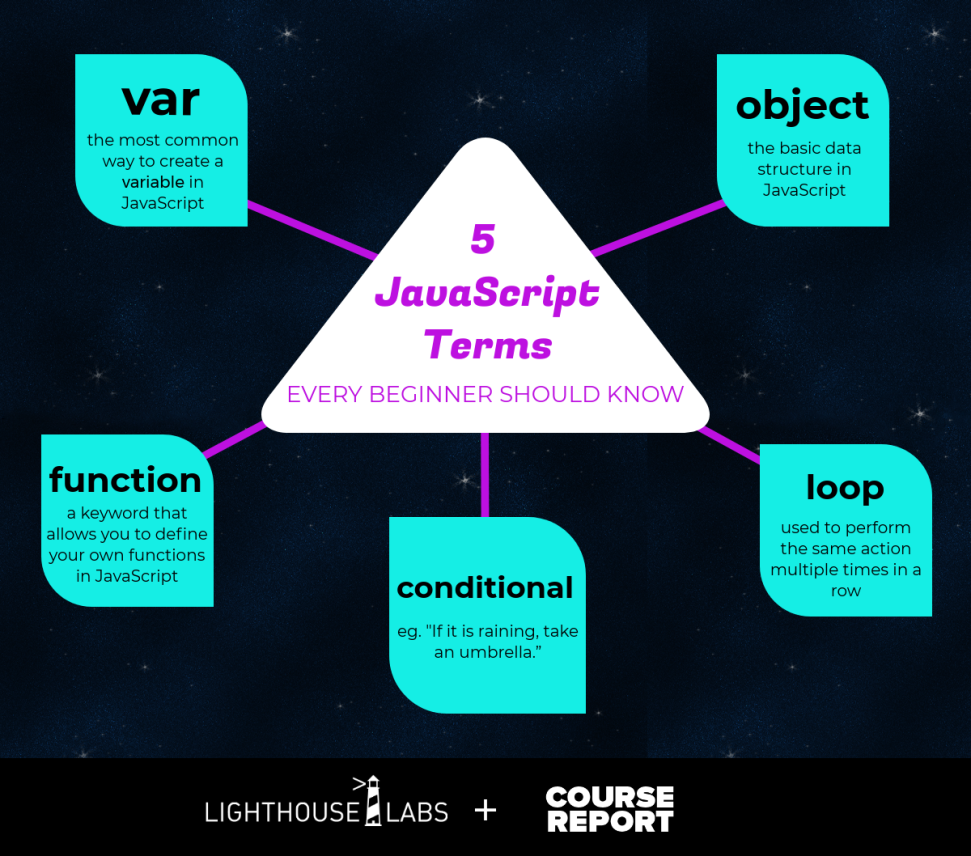 var
the most common
way to create a
variable in
JavaScript
object
the basic data
structure in
JavaScript
5
JavaScript
Terms
EVERY BEGINNER SHOULD KNOW
function
a keyword that
allows you to define
your own functions
in JavaScript
conditional
eg. "If it is raining, take
an umbrella.”
loop
used to perform
the same action
multiple times in a
row
LIGHTHOUSE LABS + COURSE
REPORT